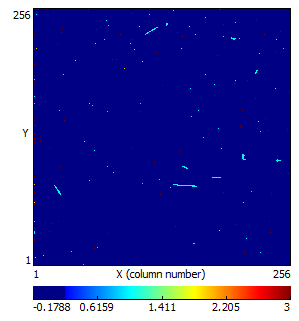 256
Y
1
1 X (column number) 256
-0.1788 0.6159 1.411 2.205 3